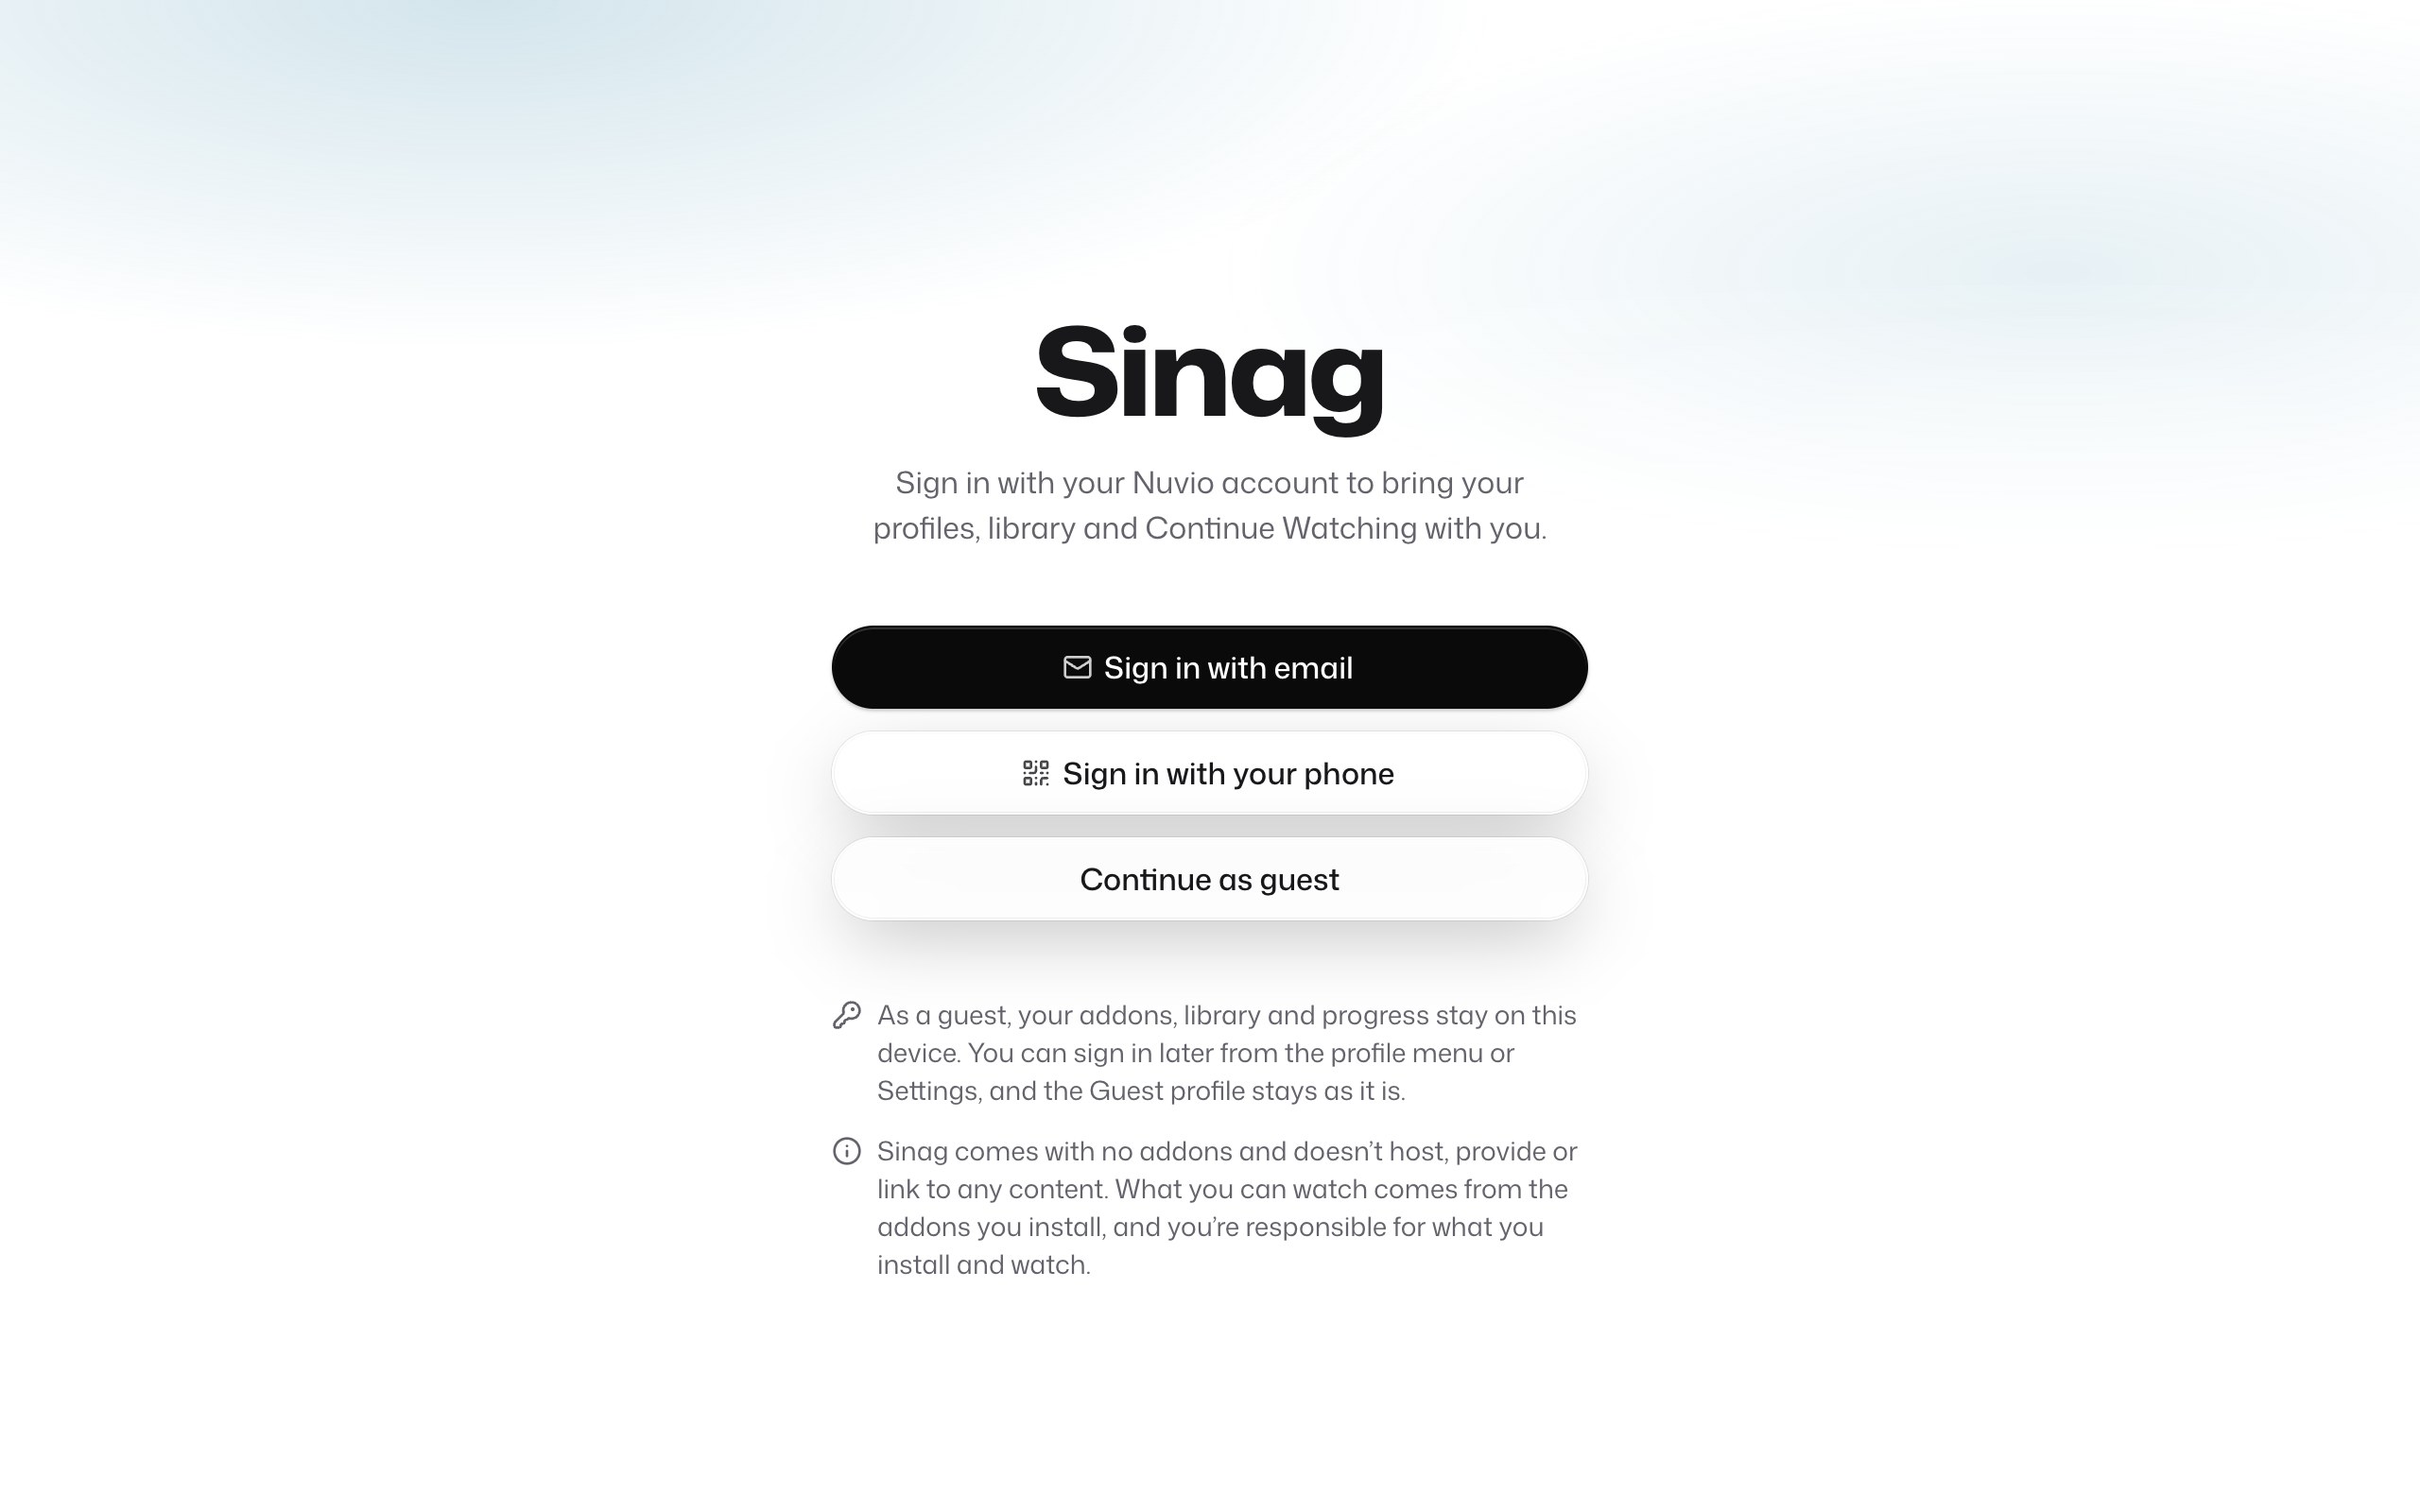 Sinag
Sign in with your Nuvio account to bring your
profiles, library and Continue Watching with you.
Sign in with email
Sign in with your phone
Continue as guest
As a guest, your addons, library and progress stay on this
device. You can sign in later from the profile menu or
Settings, and the Guest profile stays as it is.
Sinag comes with no addons and doesn’t host, provide or
link to any content. What you can watch comes from the
addons you install, and you’re responsible for what you
install and watch.